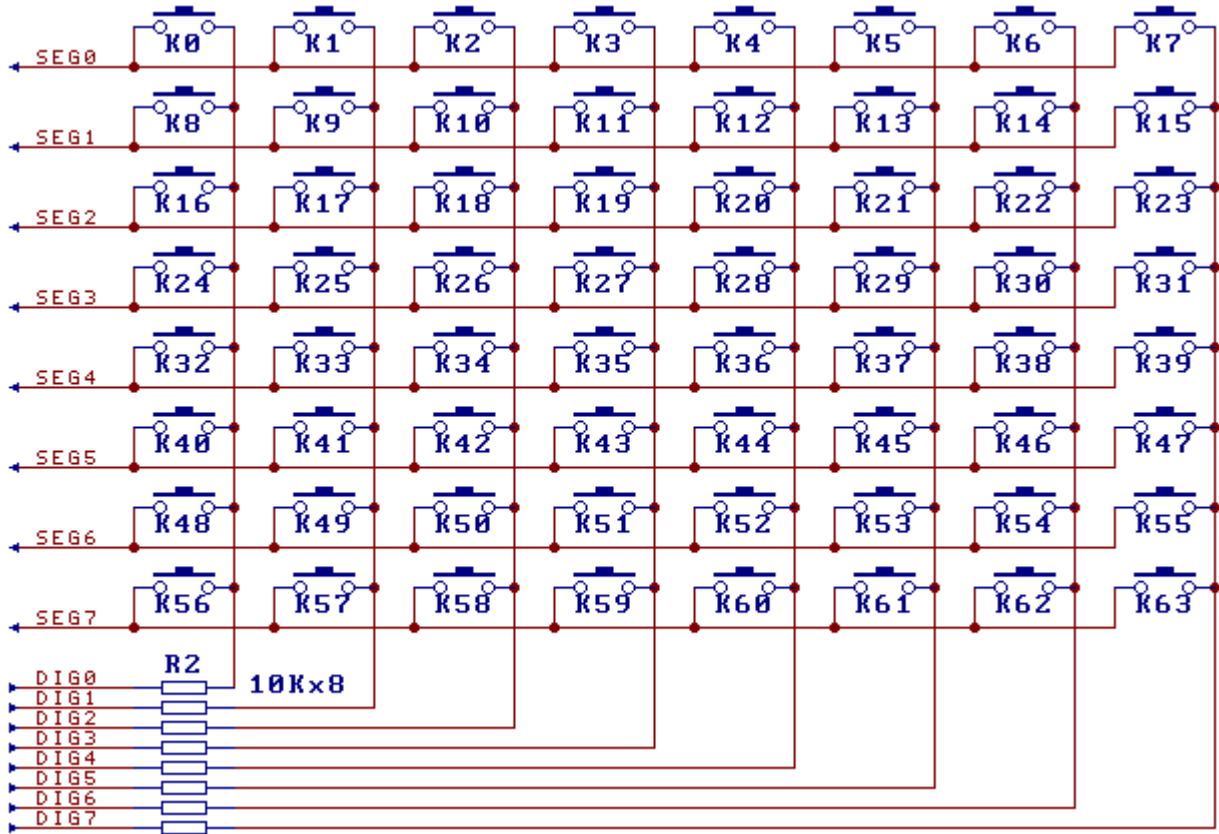 K0 K1 K2 K3 K4 K5 K6 K7
SEG0
K8 K9 K10 K11 K12 K13 K14 K15
SEG1
K16 K17 K18 K19 K20 K21 K22 K23
SEG2
K24 K25 K26 K27 K28 K29 K30 K31
SEG3
K32 K33 K34 K35 K36 K37 K38 K39
SEG4
K40 K41 K42 K43 K44 K45 K46 K47
SEG5
K48 K49 K50 K51 K52 K53 K54 K55
SEG6
K56 K57 K58 K59 K60 K61 K62 K63
SEG7
R2
DIG0 10Kx8
DIG1
DIG2
DIG3
DIG4
DIG5
DIG6
DIG7